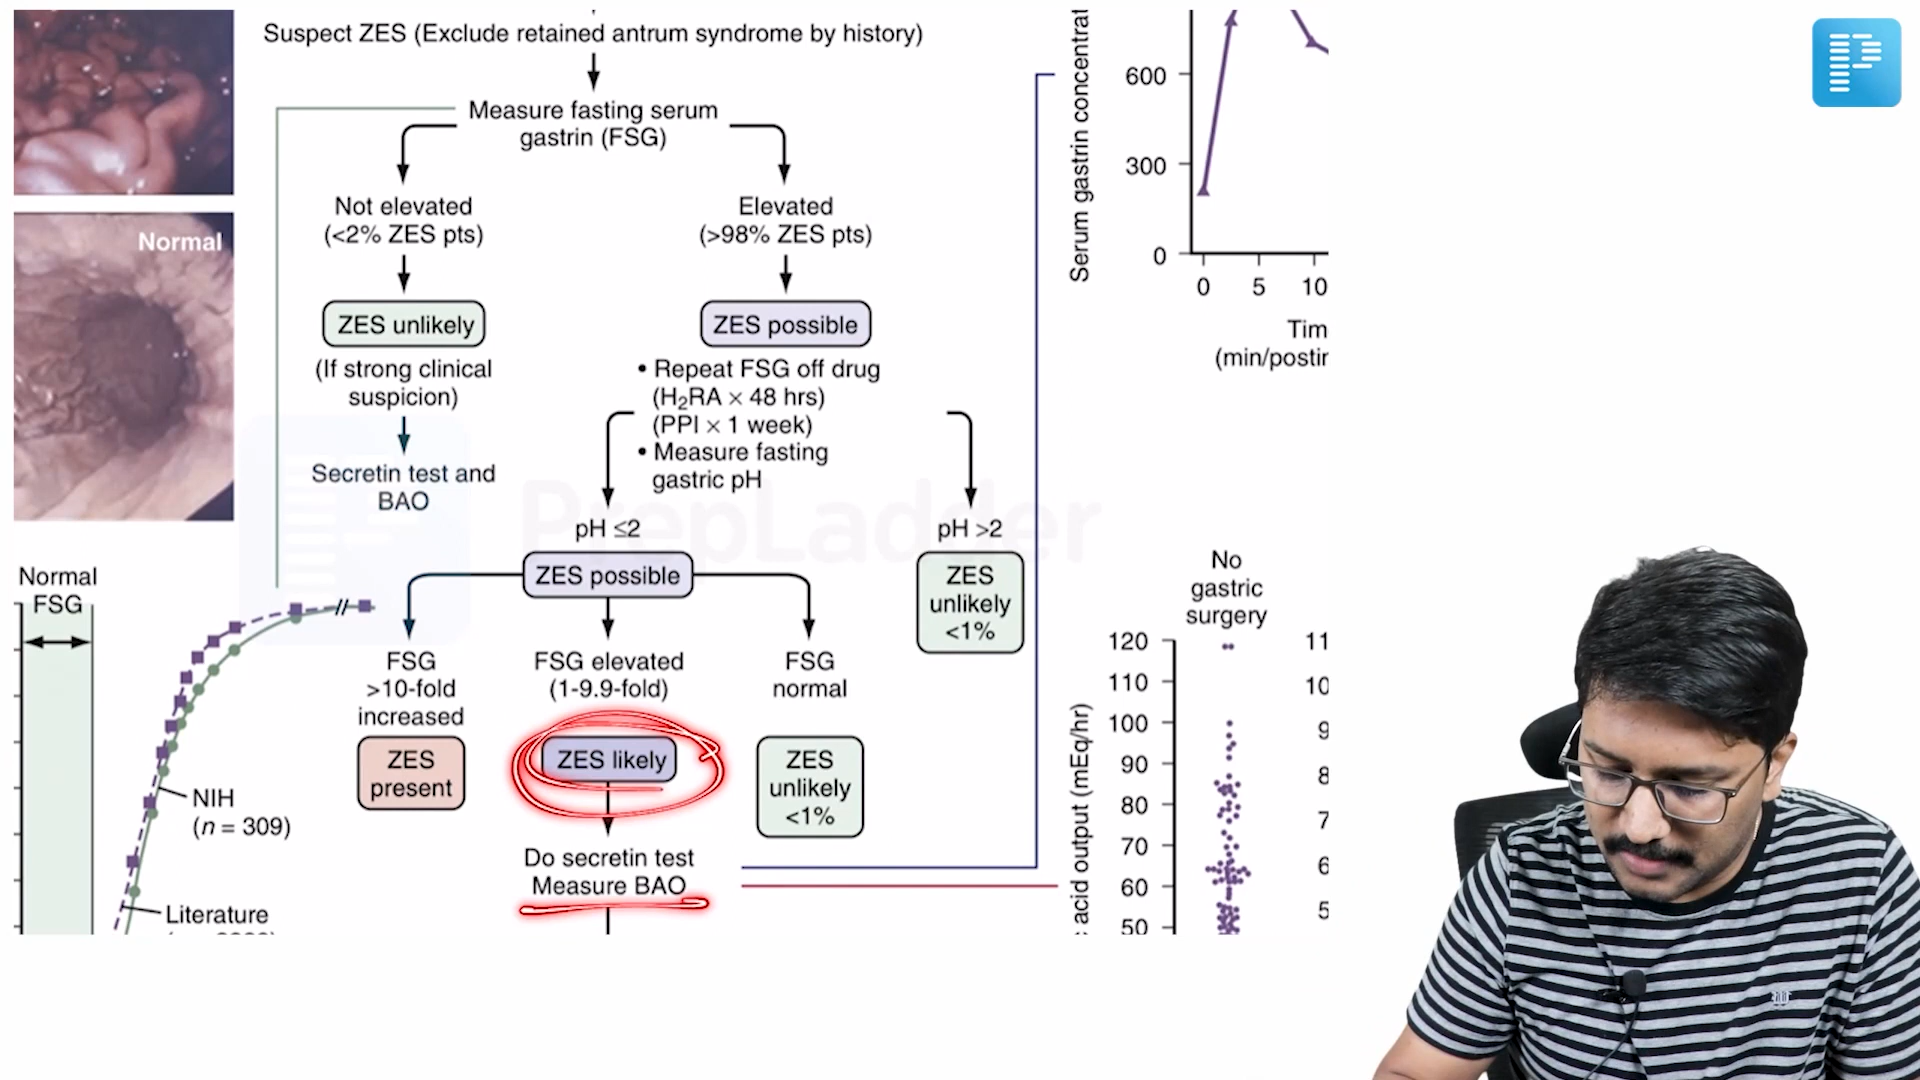 Suspect ZES (Exclude retained antrum syndrome by history)
Measure fasting serum
gastrin (FSG)
Not elevated
(<2% ZES pts)
Elevated
(>98% ZES pts)
Normal
ZES unlikely
ZES possible
(If strong clinical
suspicion)
• Repeat FSG off drug
(H₂RA × 48 hrs)
(PPI × 1 week)
• Measure fasting
gastric pH
Secretin test and
BAO
PrepLadder
pH ≤2
pH >2
ZES possible
ZES
unlikely
<1%
FSG
>10-fold
increased
FSG elevated
(1-9.9-fold)
FSG
normal
ZES
present
ZES likely
ZES
unlikely
<1%
Do secretin test
Measure BAO
Normal
FSG
NIH
(n = 309)
Literature
Serum gastrin concentrat
600
300
0
0 5 10
Tim
(min/postir
No
gastric
surgery
acid output (mEq/hr)
120
110
100
90
80
70
60
50
11
10
9
8
7
6
5